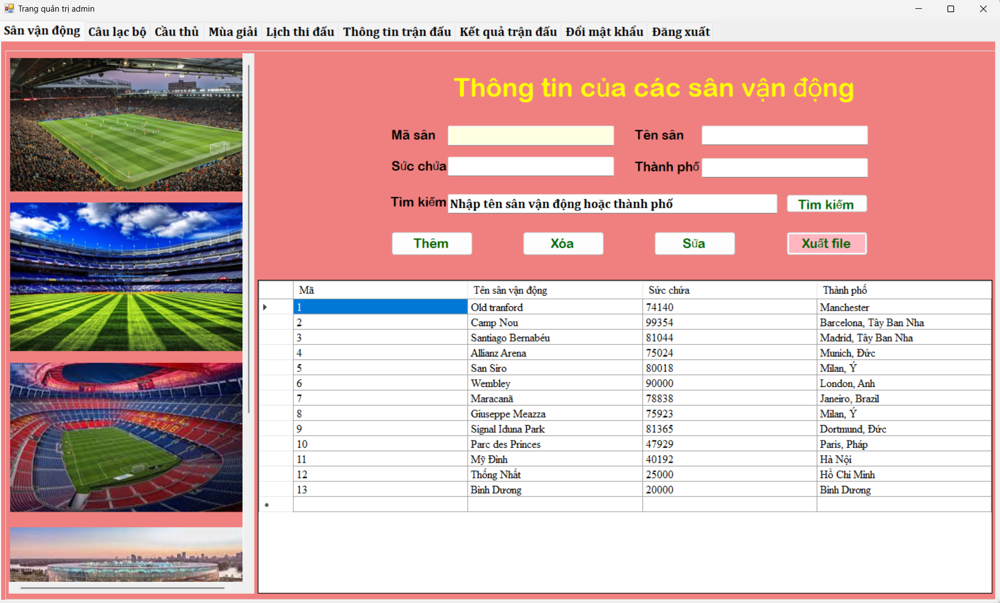 Trang quản trị admin
Sân vận động Câu lạc bộ Cầu thủ Mùa giải Lịch thi đấu Thông tin trận đấu Kết quả trận đấu Đổi mật khẩu Đăng xuất
Thông tin của các sân vận động
Mã sân Tên sân
Sức chứa Thành phố
Tìm kiếm Nhập tên sân vận động hoặc thành phố Tìm kiếm
Thêm Xóa Sửa Xuất file
Mã Tên sân vận động Sức chứa Thành phố
1 Old tranford 74140 Manchester
2 Camp Nou 99354 Barcelona, Tây Ban Nha
3 Santiago Bernabéu 81044 Madrid, Tây Ban Nha
4 Allianz Arena 75024 Munich, Đức
5 San Siro 80018 Milan, Ý
6 Wembley 90000 London, Anh
7 Maracanã 78838 Janeiro, Brazil
8 Giuseppe Meazza 75923 Milan, Ý
9 Signal Iduna Park 81365 Dortmund, Đức
10 Parc des Princes 47929 Paris, Pháp
11 Mỹ Đình 40192 Hà Nội
12 Thống Nhất 25000 Hồ Chí Minh
13 Bình Dương 20000 Bình Dương
MES QUE
UN CLUB